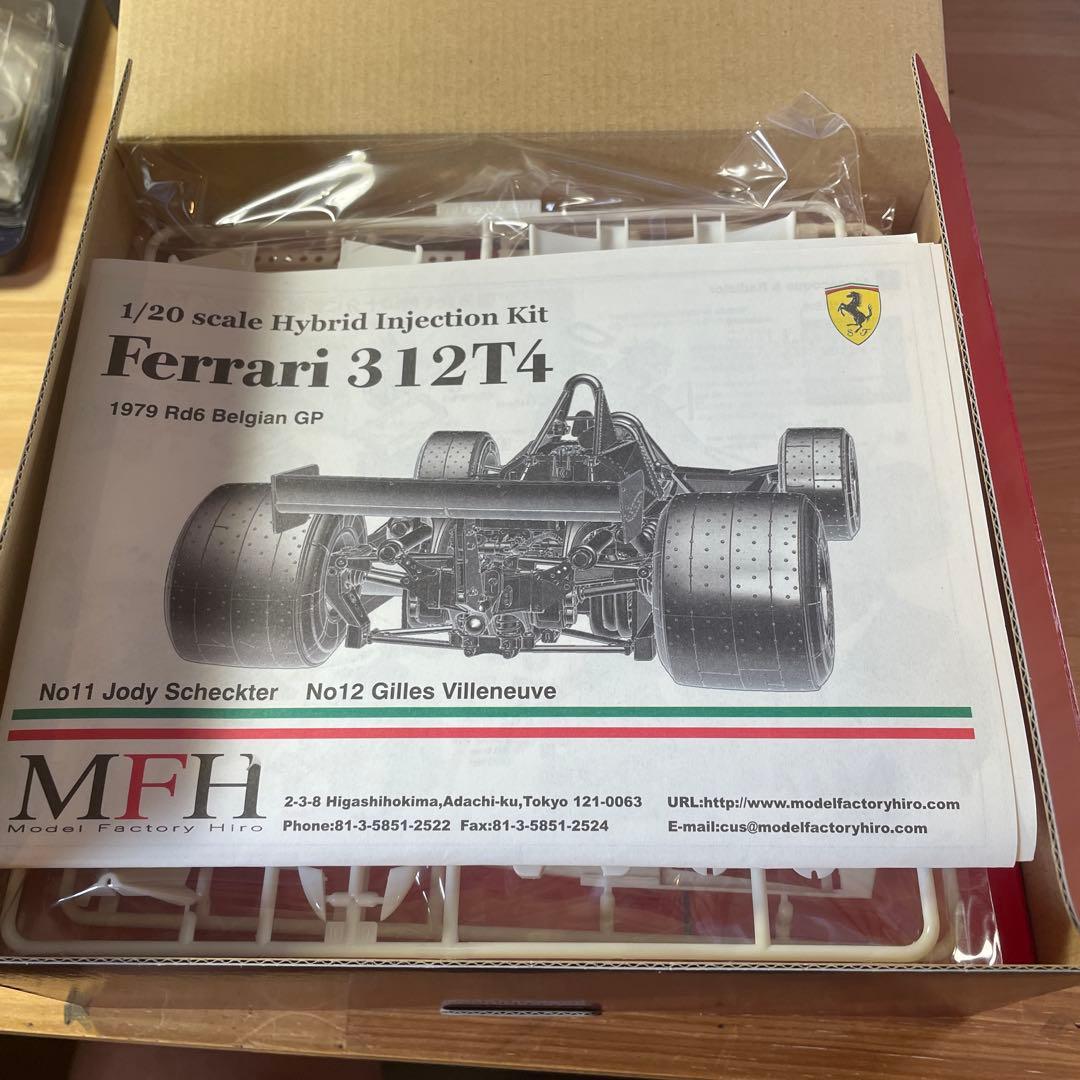 1/20 scale Hybrid Injection Kit
Ferrari 312T4
1979 Rd6 Belgian GP
S F
No11 Jody Scheckter No12 Gilles Villeneuve
MFH
Model Factory Hiro
2-3-8 Higashihokima,Adachi-ku,Tokyo 121-0063 URL:http://www.modelfactoryhiro.com
Phone:81-3-5851-2522 Fax:81-3-5851-2524 E-mail:cus@modelfactoryhiro.com